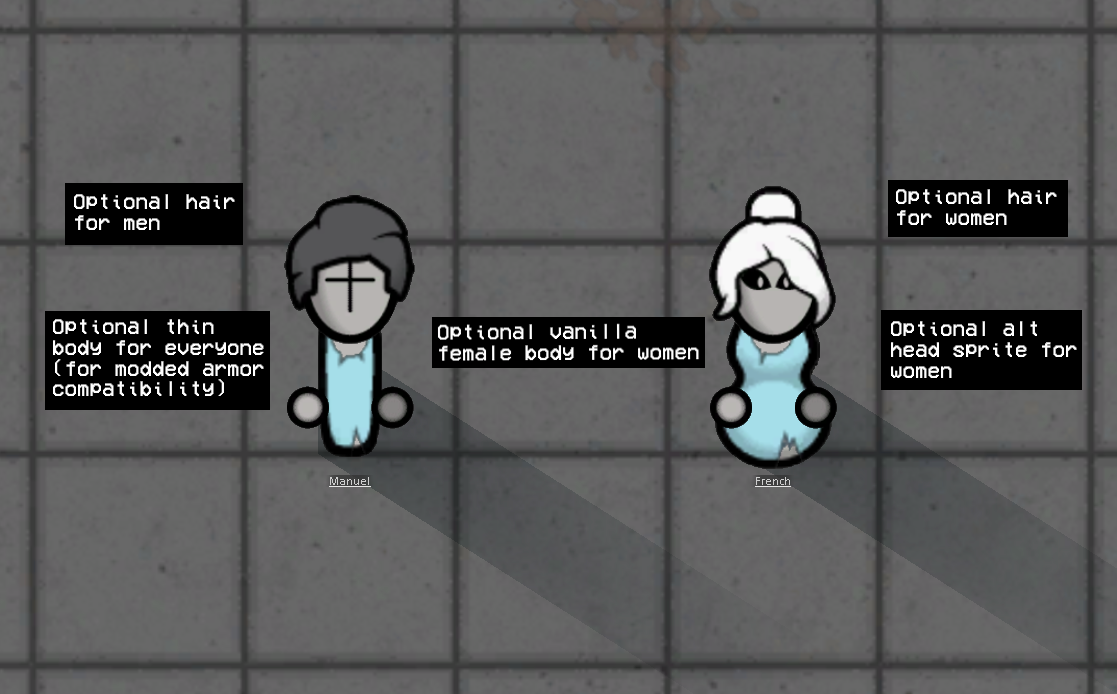 Optional hair
for men
Optional hair
for women
Optional thin
body for everyone
(for modded armor
compatibility)
Optional vanilla
female body for women
Optional alt
head sprite for
women
Manuel
French